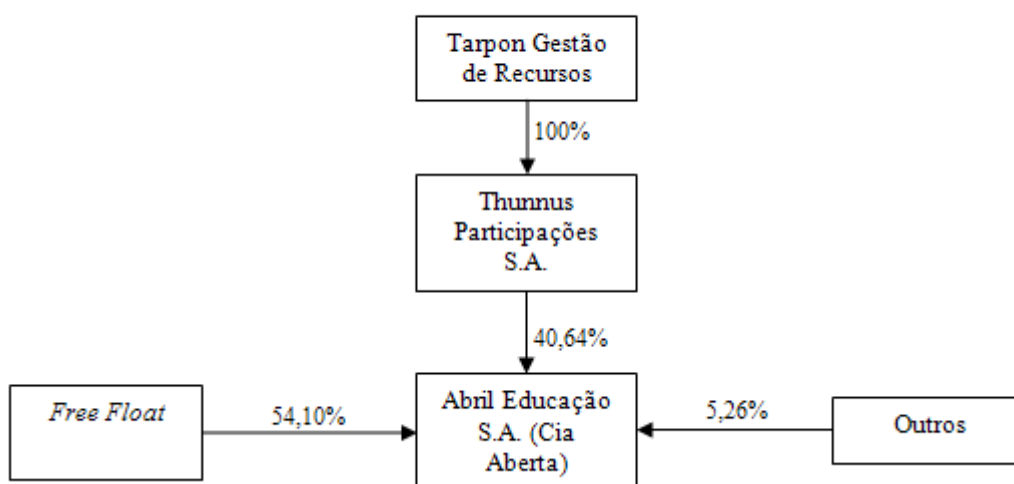 Tarpon Gestão
de Recursos
100%
Thunnus
Participações
S.A.
40,64%
Free Float
54,10%
Abril Educação
S.A. (Cia
Aberta)
5,26%
Outros